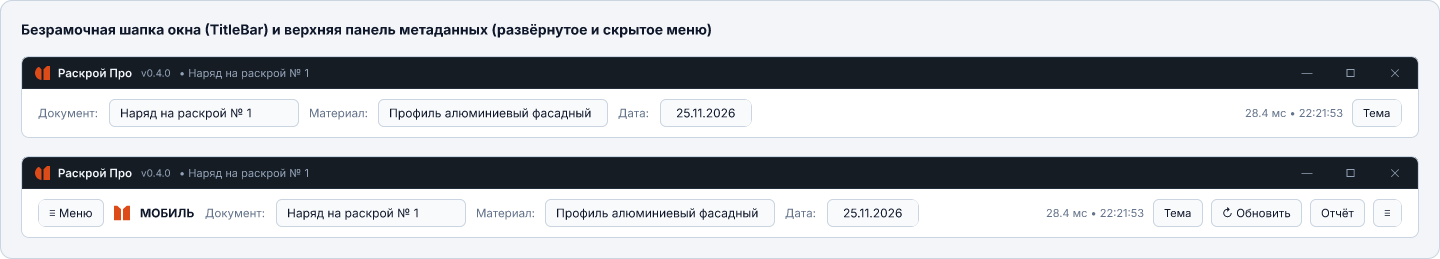 Безрамочная шапка окна (TitleBar) и верхняя панель метаданных (развёрнутое и скрытое меню)
Раскрой Про v0.4.0 • Наряд на раскрой № 1
Документ: Наряд на раскрой № 1 Материал: Профиль алюминиевый фасадный Дата: 25.11.2026 28.4 мс • 22:21:53 Тема
Раскрой Про v0.4.0 • Наряд на раскрой № 1
≡ Меню МОБИЛЬ Документ: Наряд на раскрой № 1 Материал: Профиль алюминиевый фасадный Дата: 25.11.2026 28.4 мс • 22:21:53 Тема ↻ Обновить Отчёт ≡